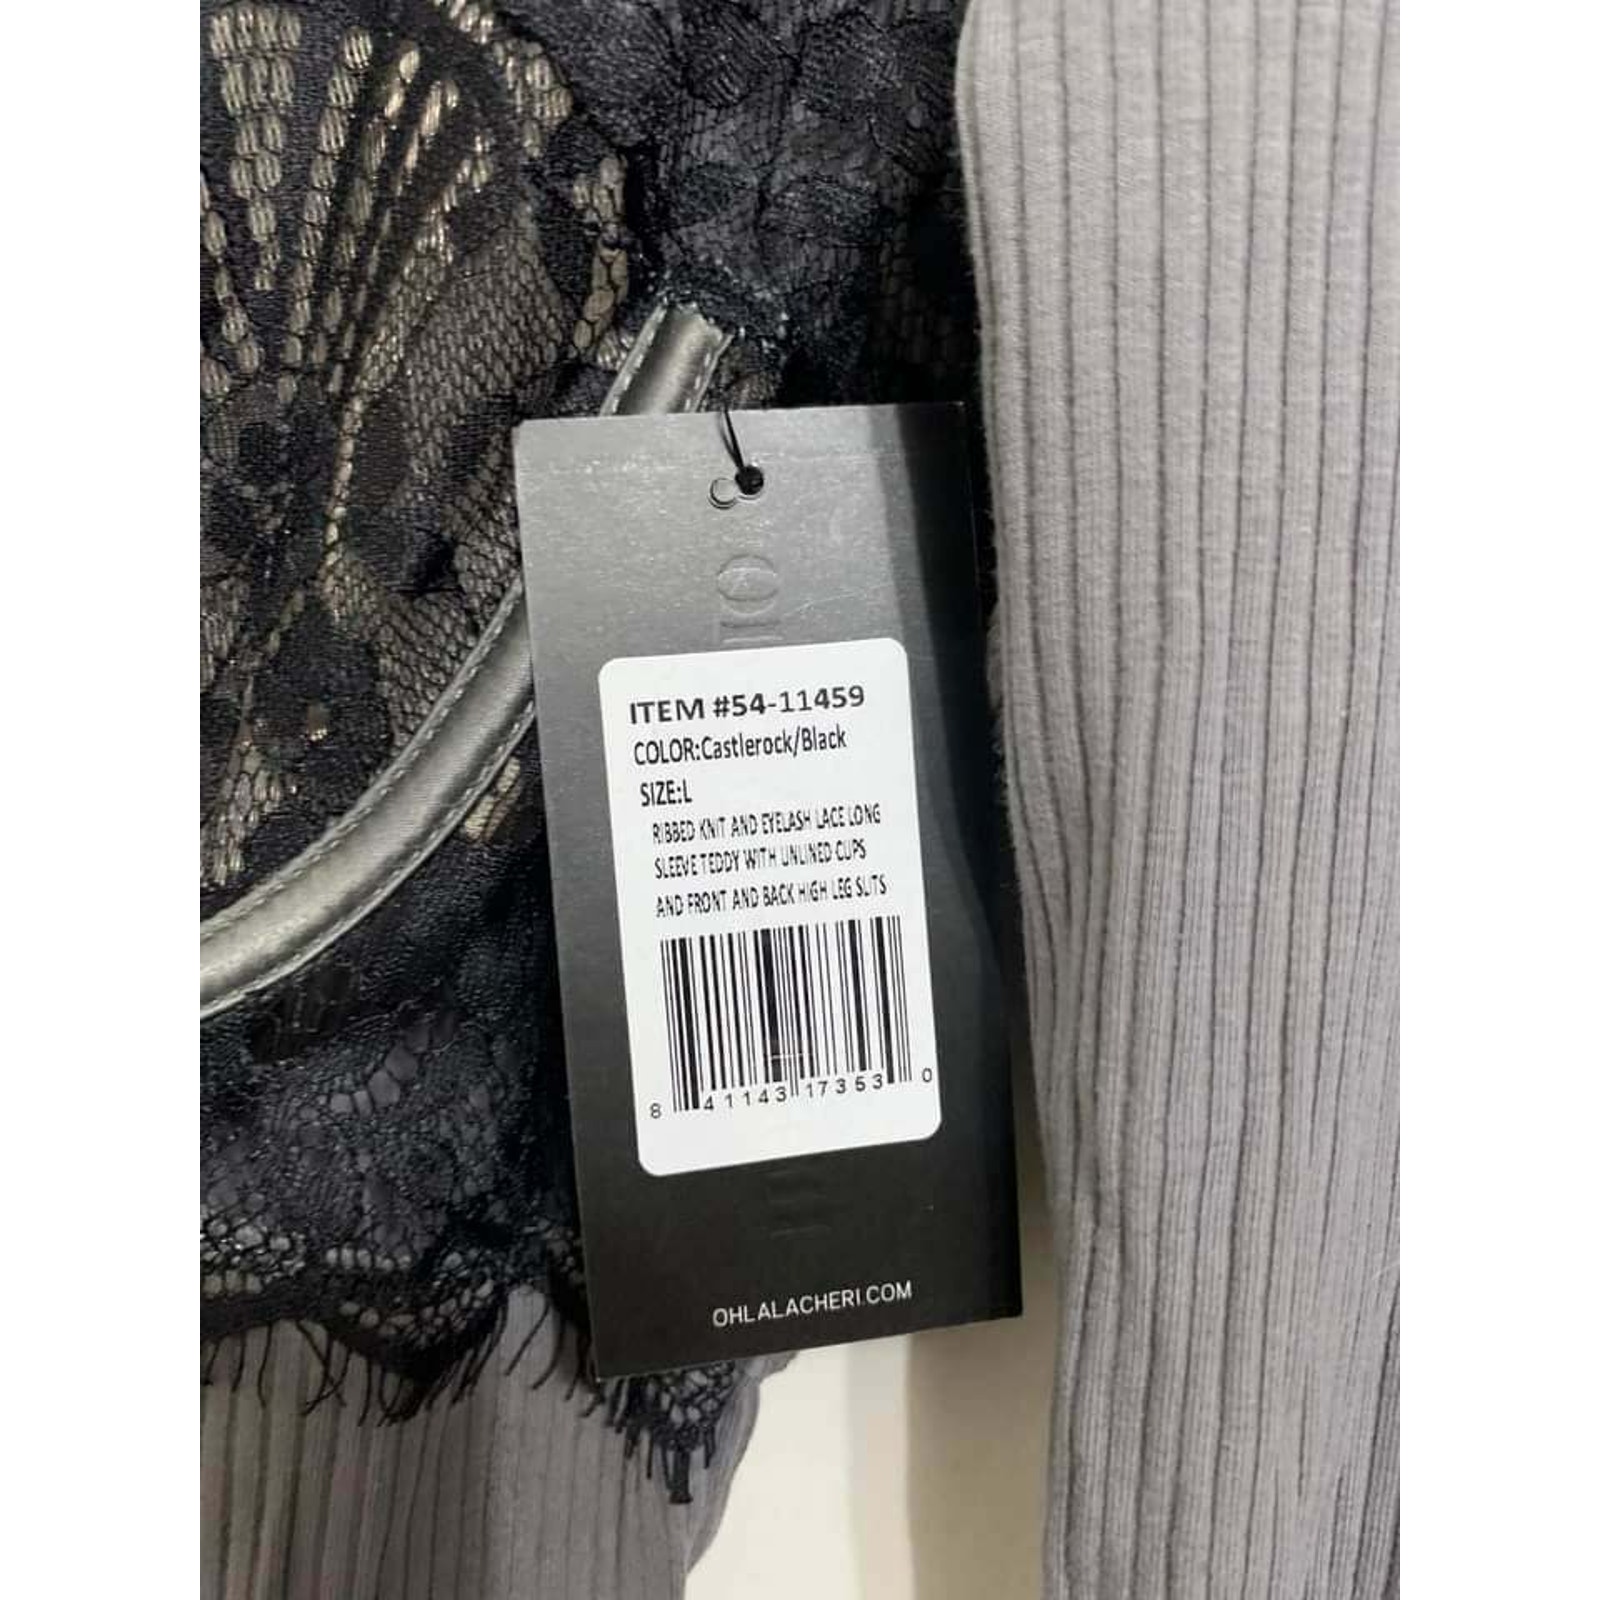 ITEM #54-11459
COLOR:Castlerock/Black
SIZE:L
RIBBED KNIT AND EYELASH LACE LONG
SLEEVE TEDDY WITH UNLINED CUPS
AND FRONT AND BACK HIGH LEG SLITS
8 41143 17353 0
OHLALACHERI.COM